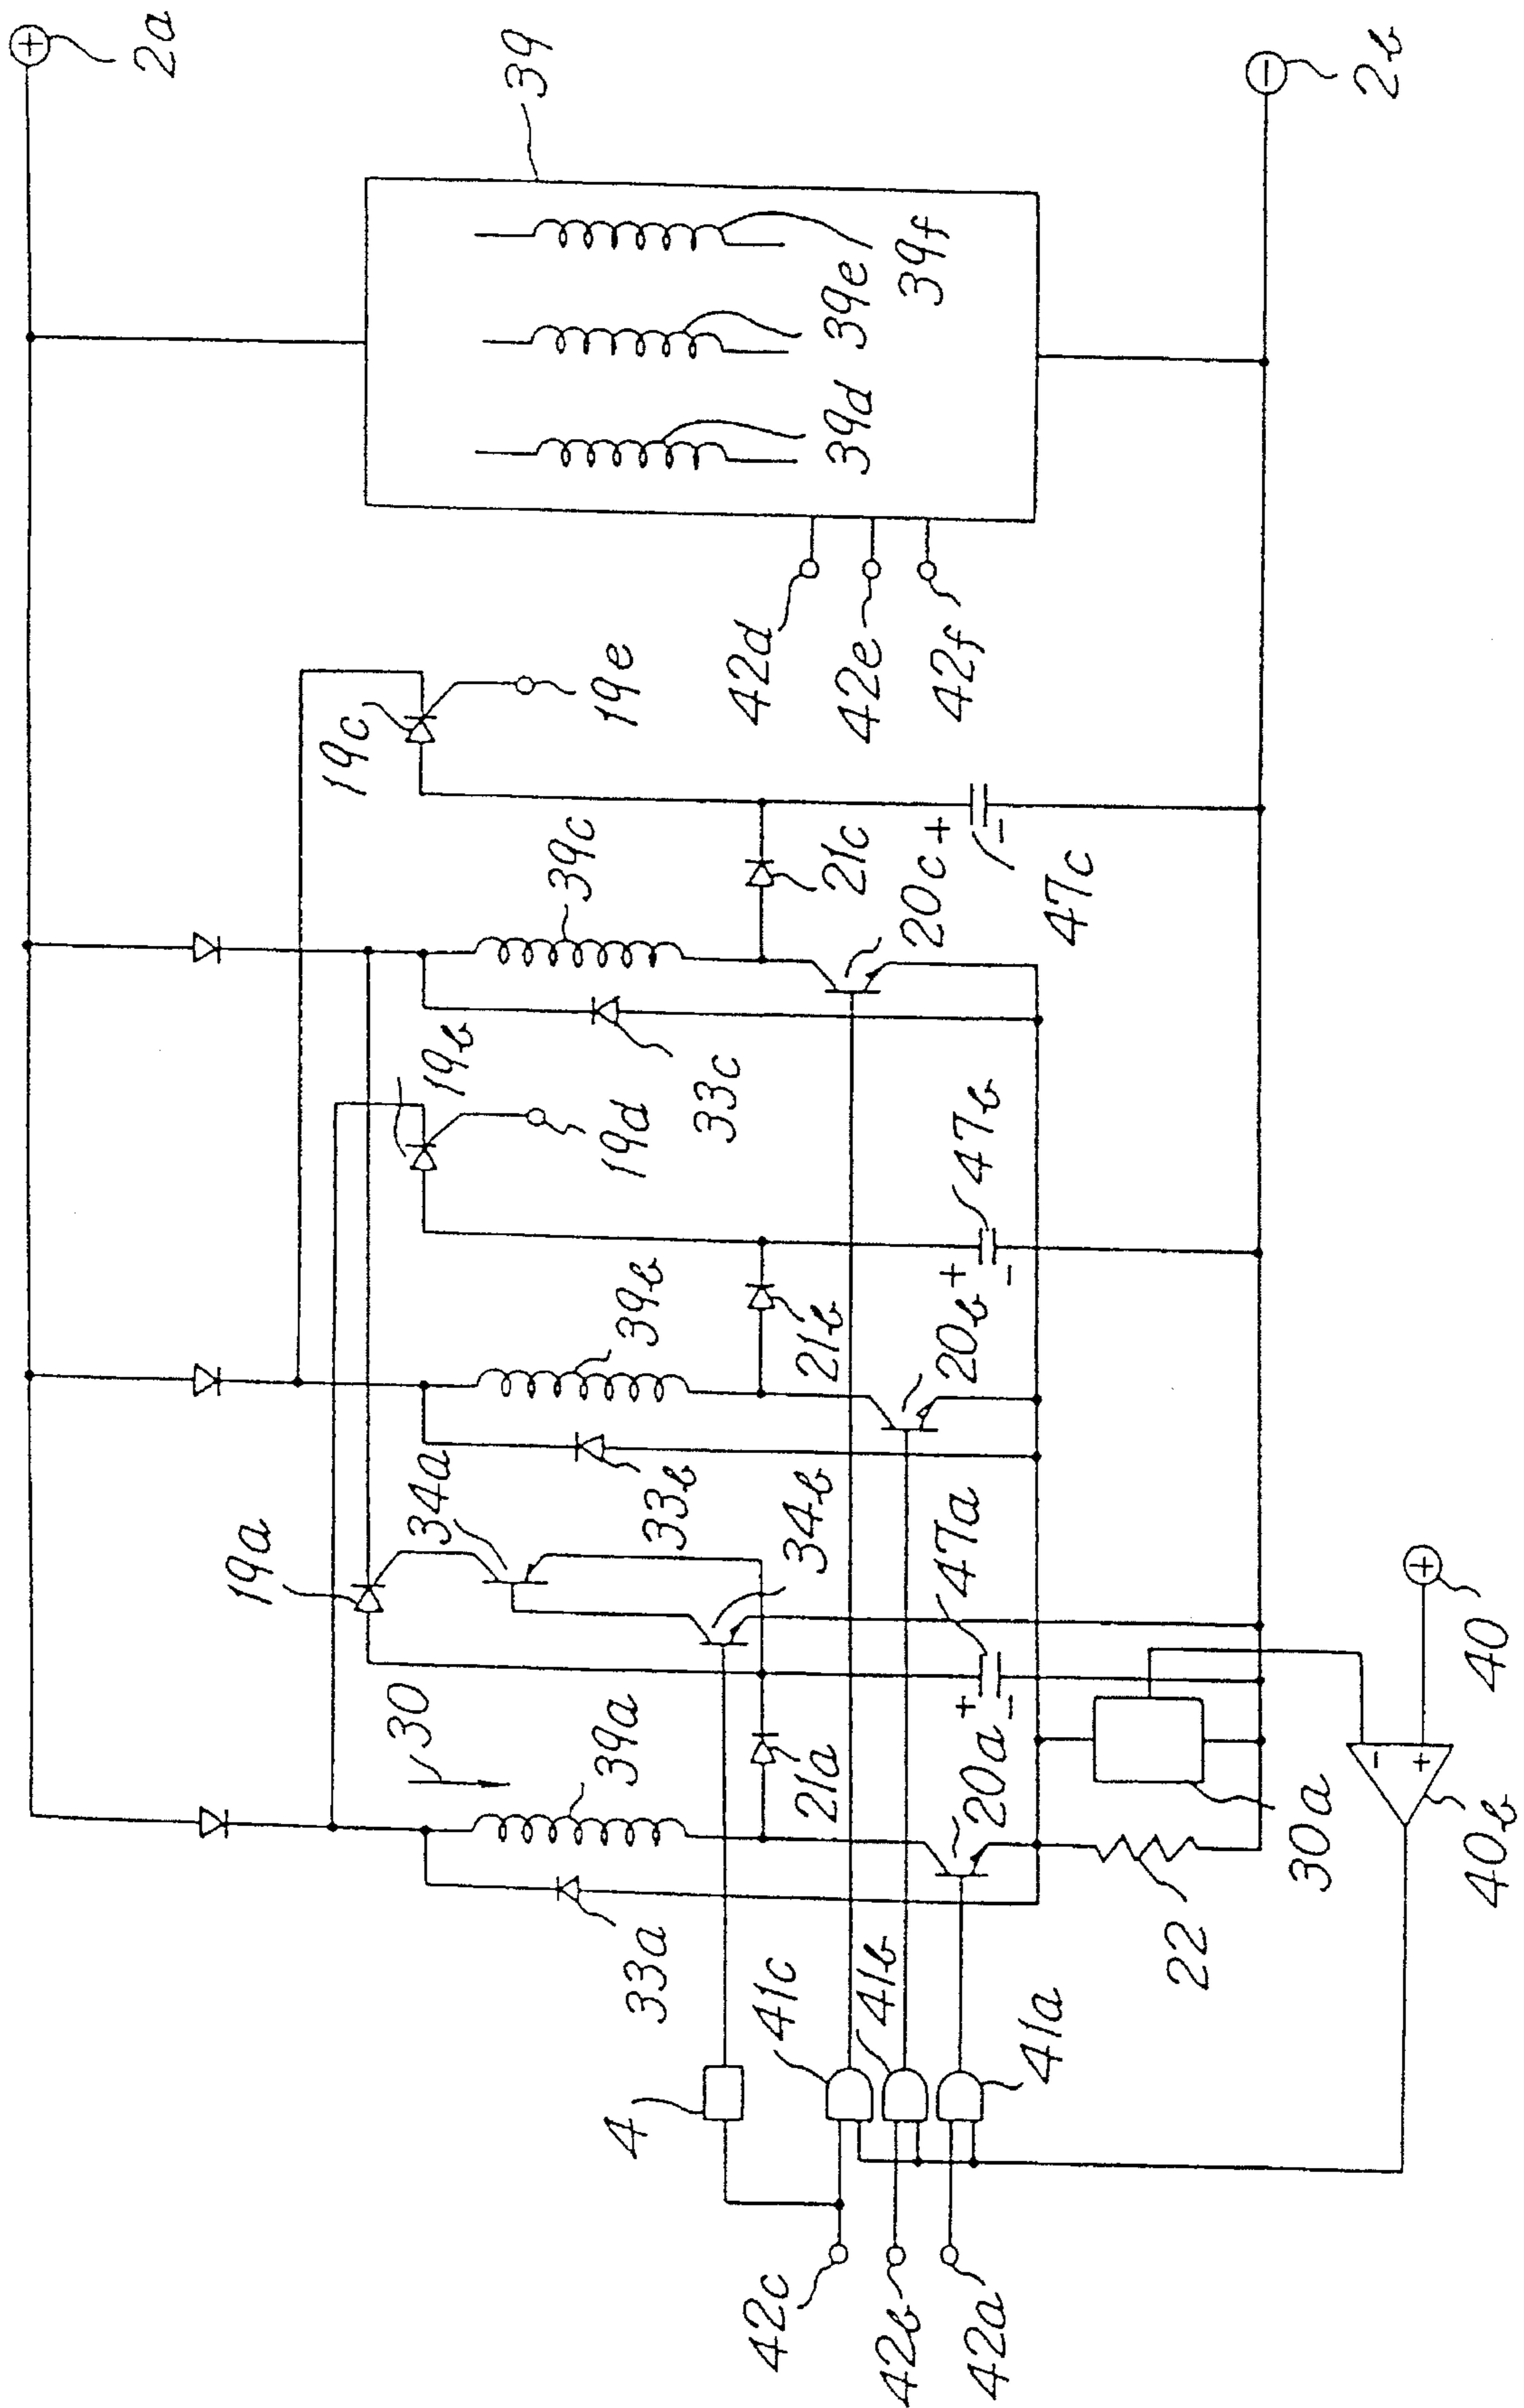 2a
39
39f
39e
39d
2b
42d
42e
42f
19e
19c
39c
21c
20c
+
−
47c
19b
19d
33c
47b
39b
21b
20b
+
−
34a
33b
34b
19a
47a
30
39a
21a
20a
+
−
40
30a
40b
−
+
33a
22
41c
41b
41a
4
42c
42b
42a